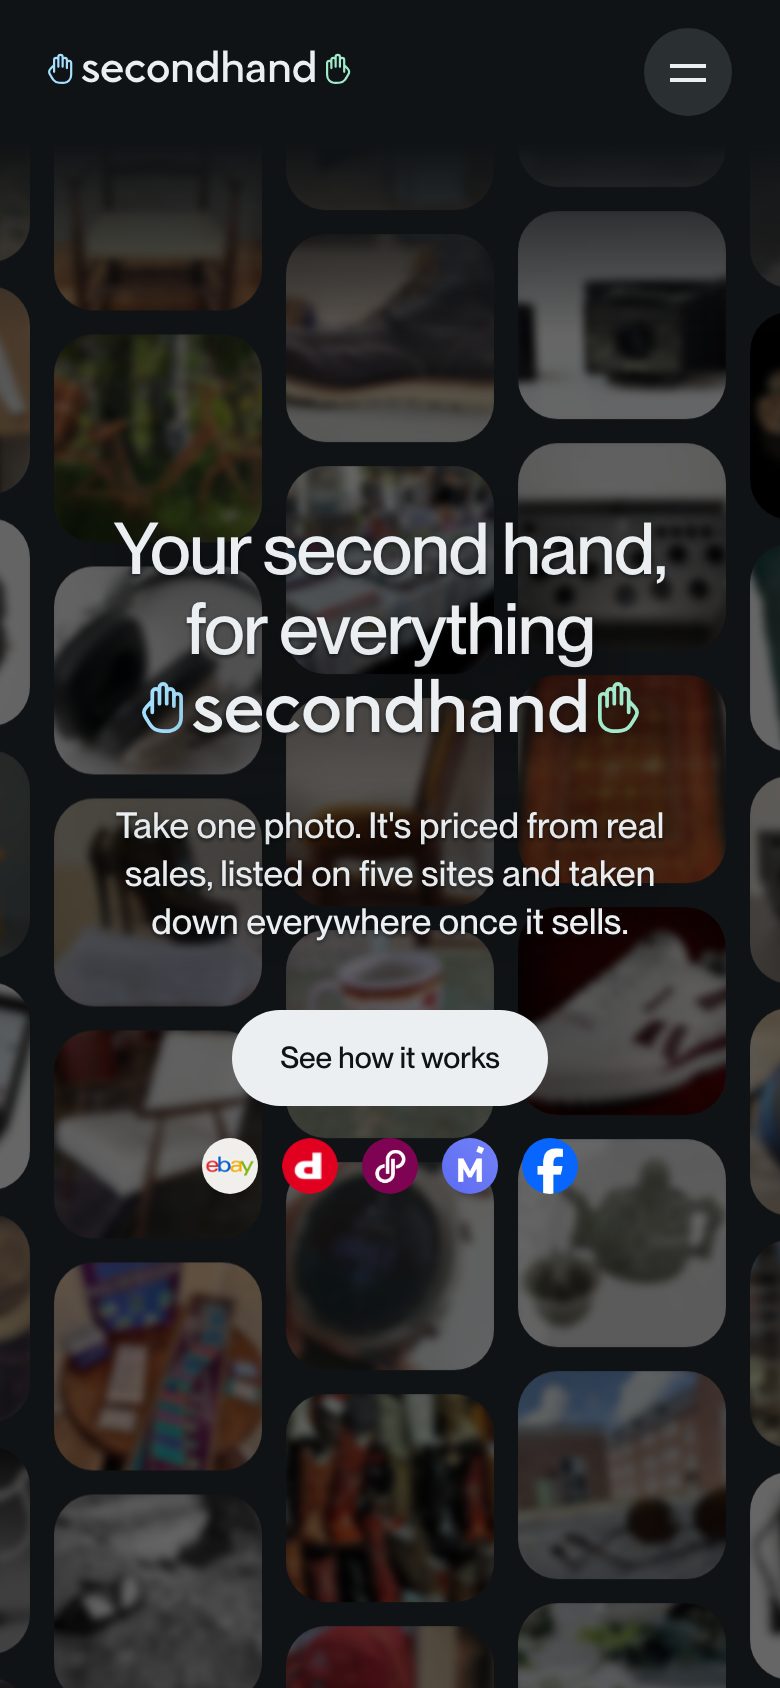 secondhand
Your second hand,
for everything
secondhand
Take one photo. It's priced from real
sales, listed on five sites and taken
down everywhere once it sells.
See how it works
ebay